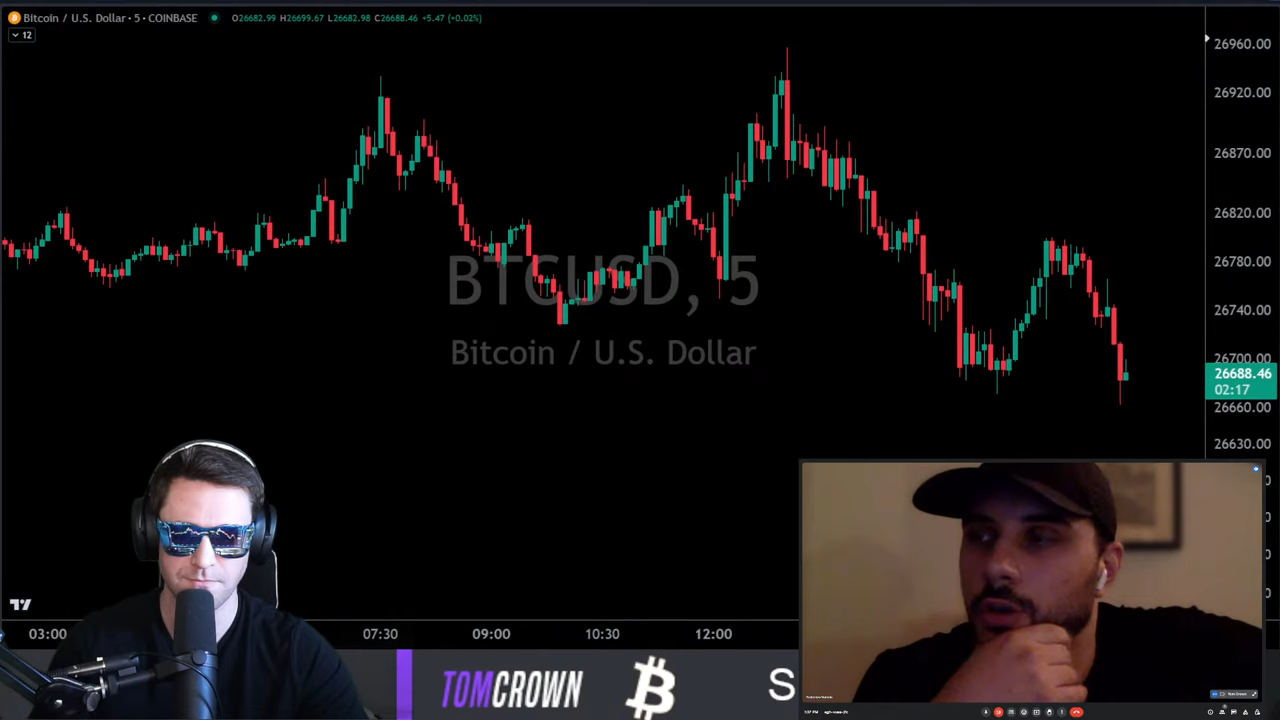 Bitcoin / U.S. Dollar • 5 • COINBASE O26682.99 H26699.67 L26682.98 C26688.46 +5.47 (+0.02%)
12
26960.00
26920.00
26870.00
26820.00
26780.00
26740.00
26700.00
26688.46
02:17
26660.00
26630.00
BTCUSD, 5
Bitcoin / U.S. Dollar
03:00 07:30 09:00 10:30 12:00
TOMCROWN S
Tom Crown